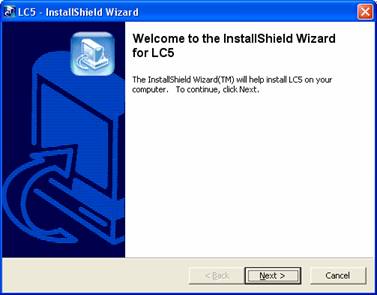 LC5 - InstallShield Wizard
Welcome to the InstallShield Wizard
for LC5
The InstallShield Wizard(TM) will help install LC5 on your
computer. To continue, click Next.
< Back
Next >
Cancel